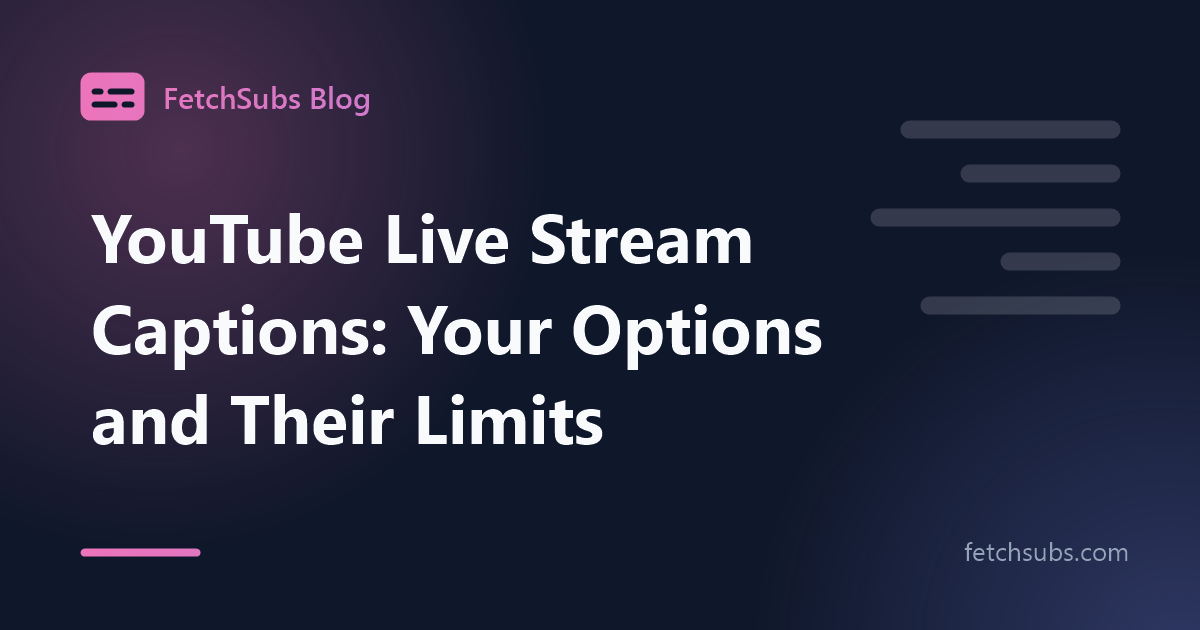 FetchSubs Blog
YouTube Live Stream
Captions: Your Options
and Their Limits
fetchsubs.com